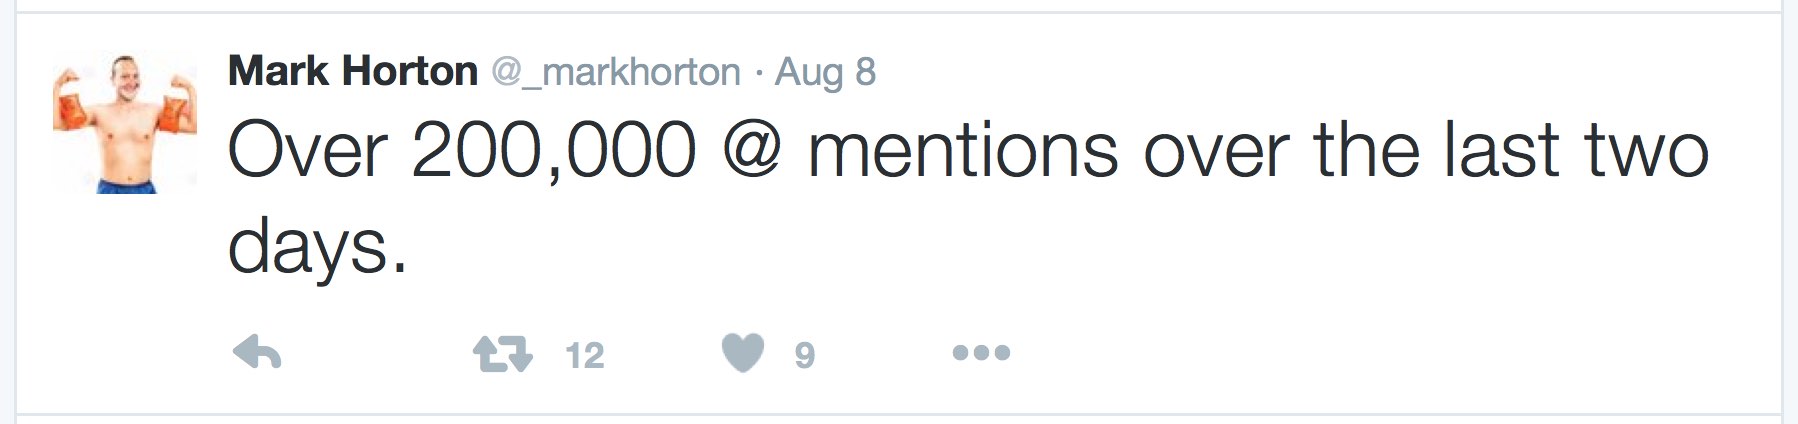 Mark Horton @_markhorton · Aug 8
Over 200,000 @ mentions over the last two
days.
12 9